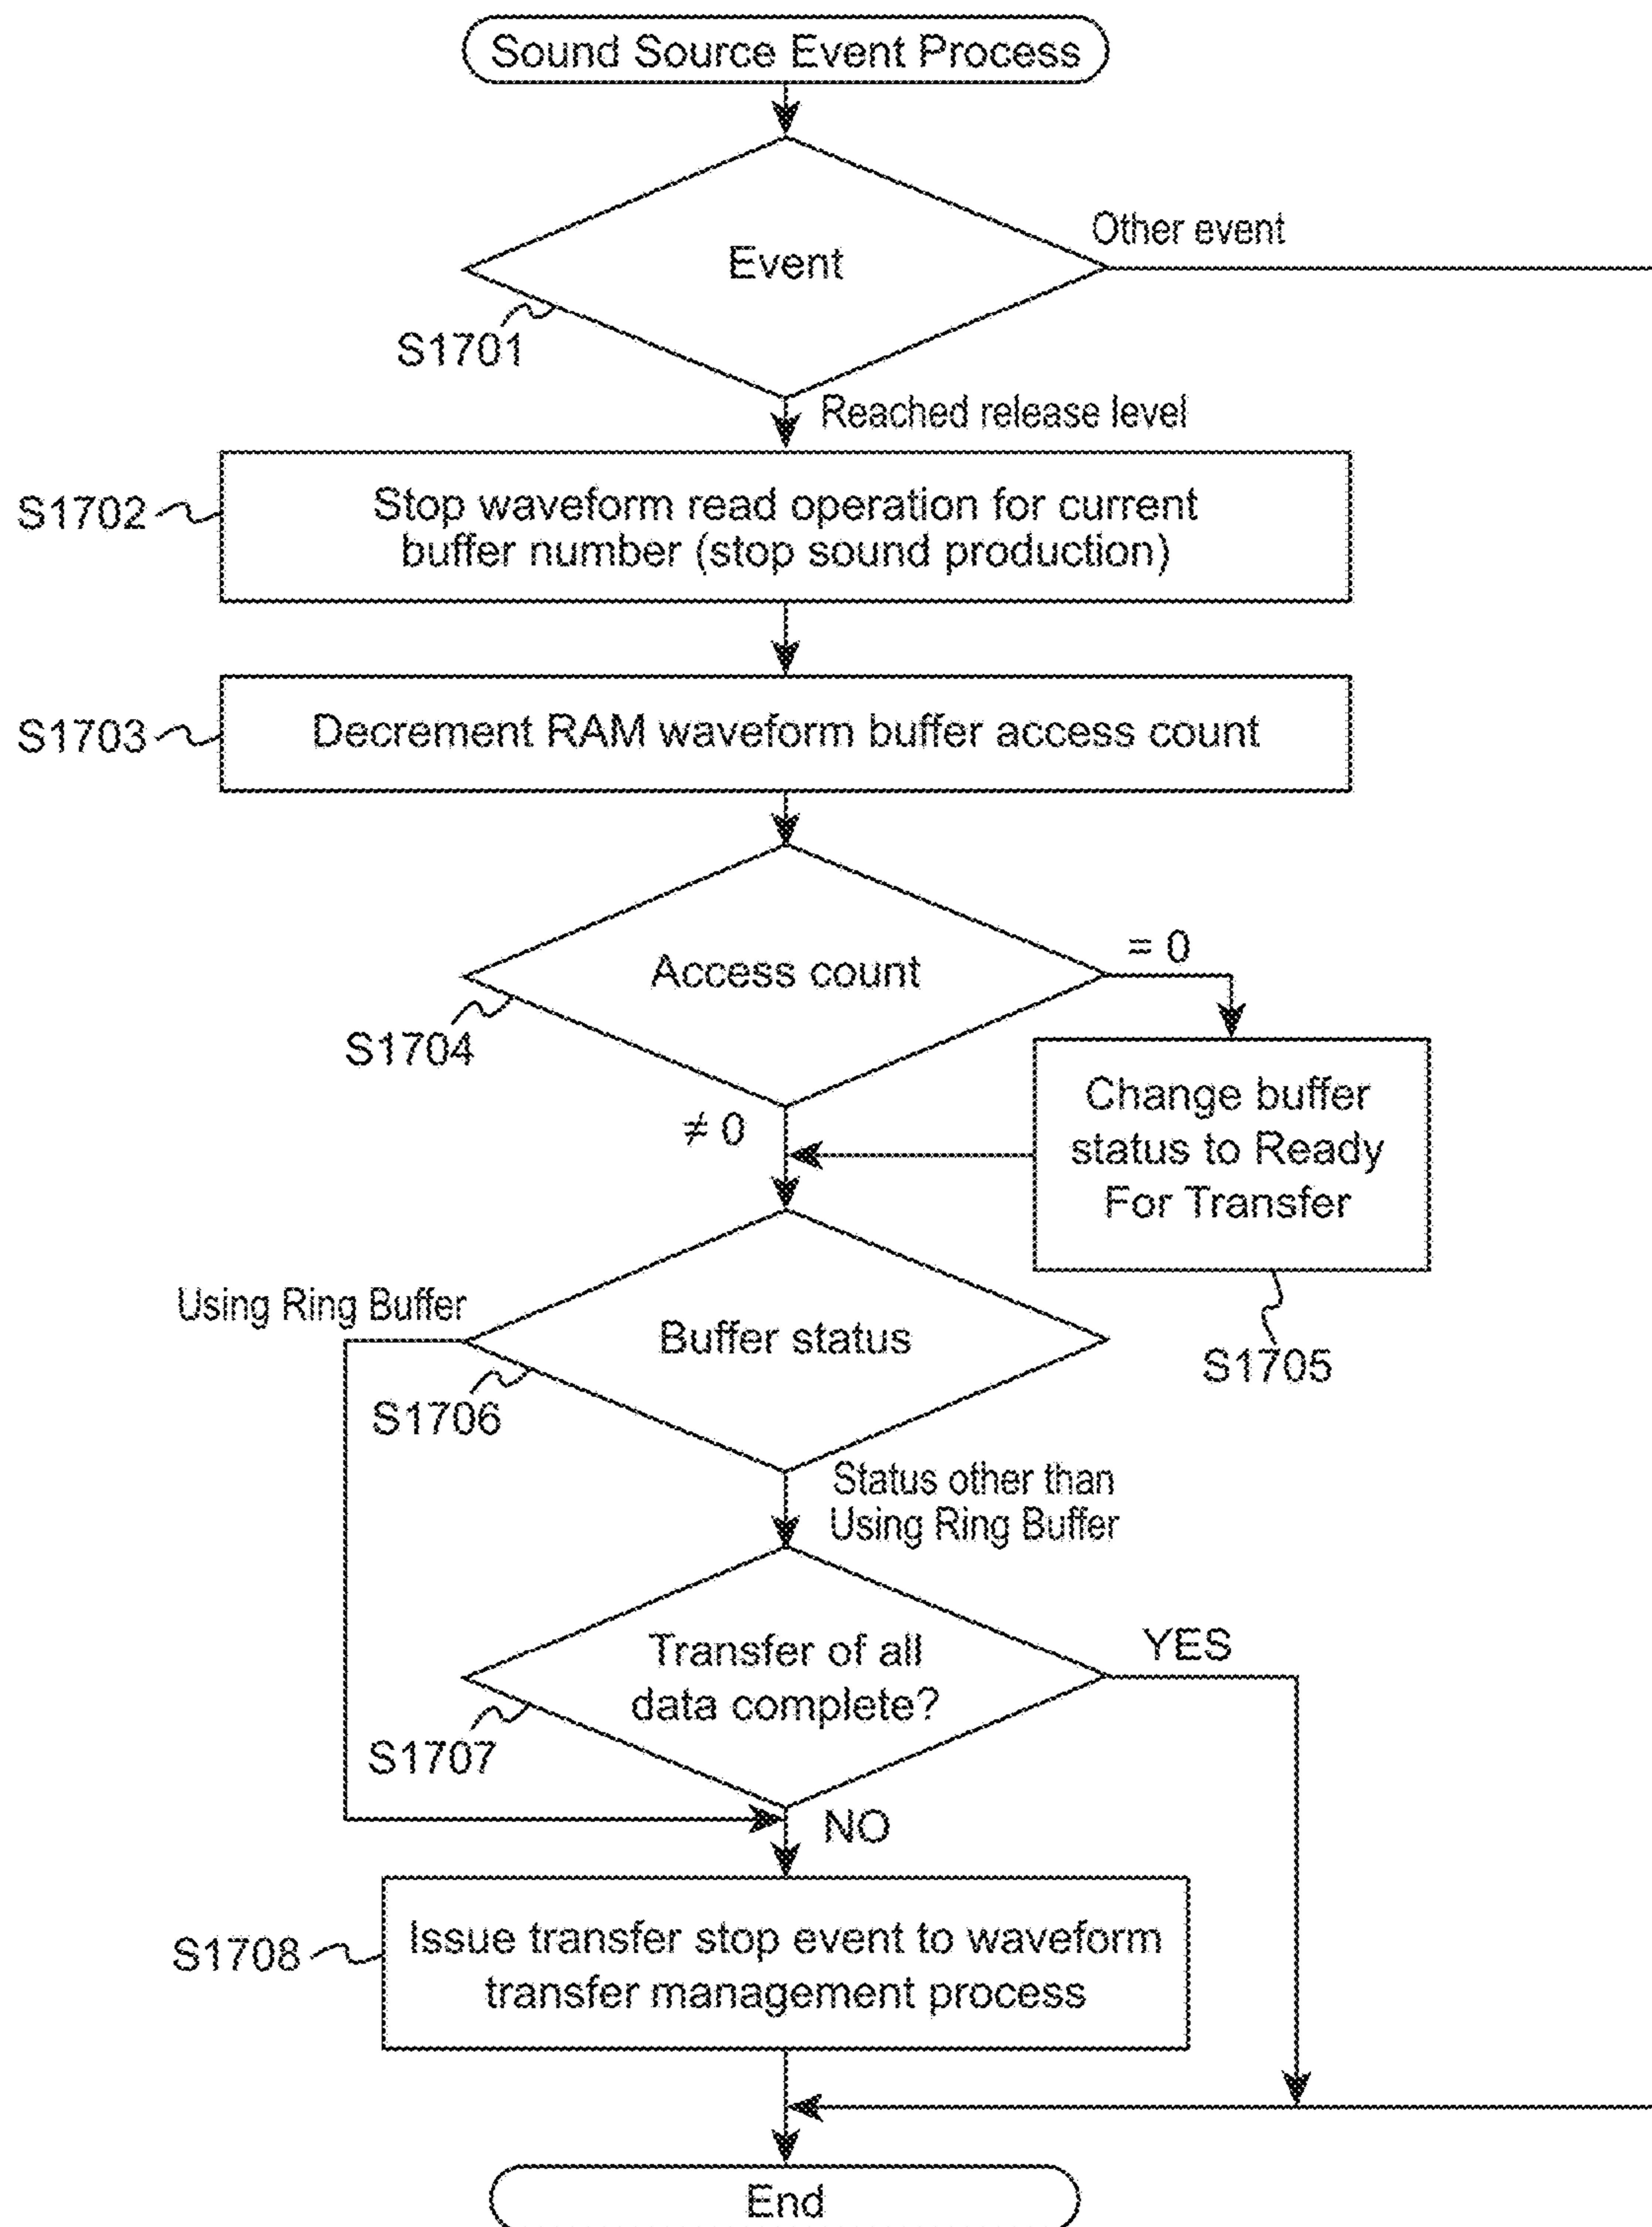 Sound Source Event Process
Event
Other event
S1701
Reached release level
S1702
Stop waveform read operation for current
buffer number (stop sound production)
S1703
Decrement RAM waveform buffer access count
Access count
= 0
S1704
≠ 0
Change buffer
status to Ready
For Transfer
S1705
Using Ring Buffer
Buffer status
S1706
Status other than
Using Ring Buffer
Transfer of all
data complete?
YES
S1707
NO
S1708
Issue transfer stop event to waveform
transfer management process
End